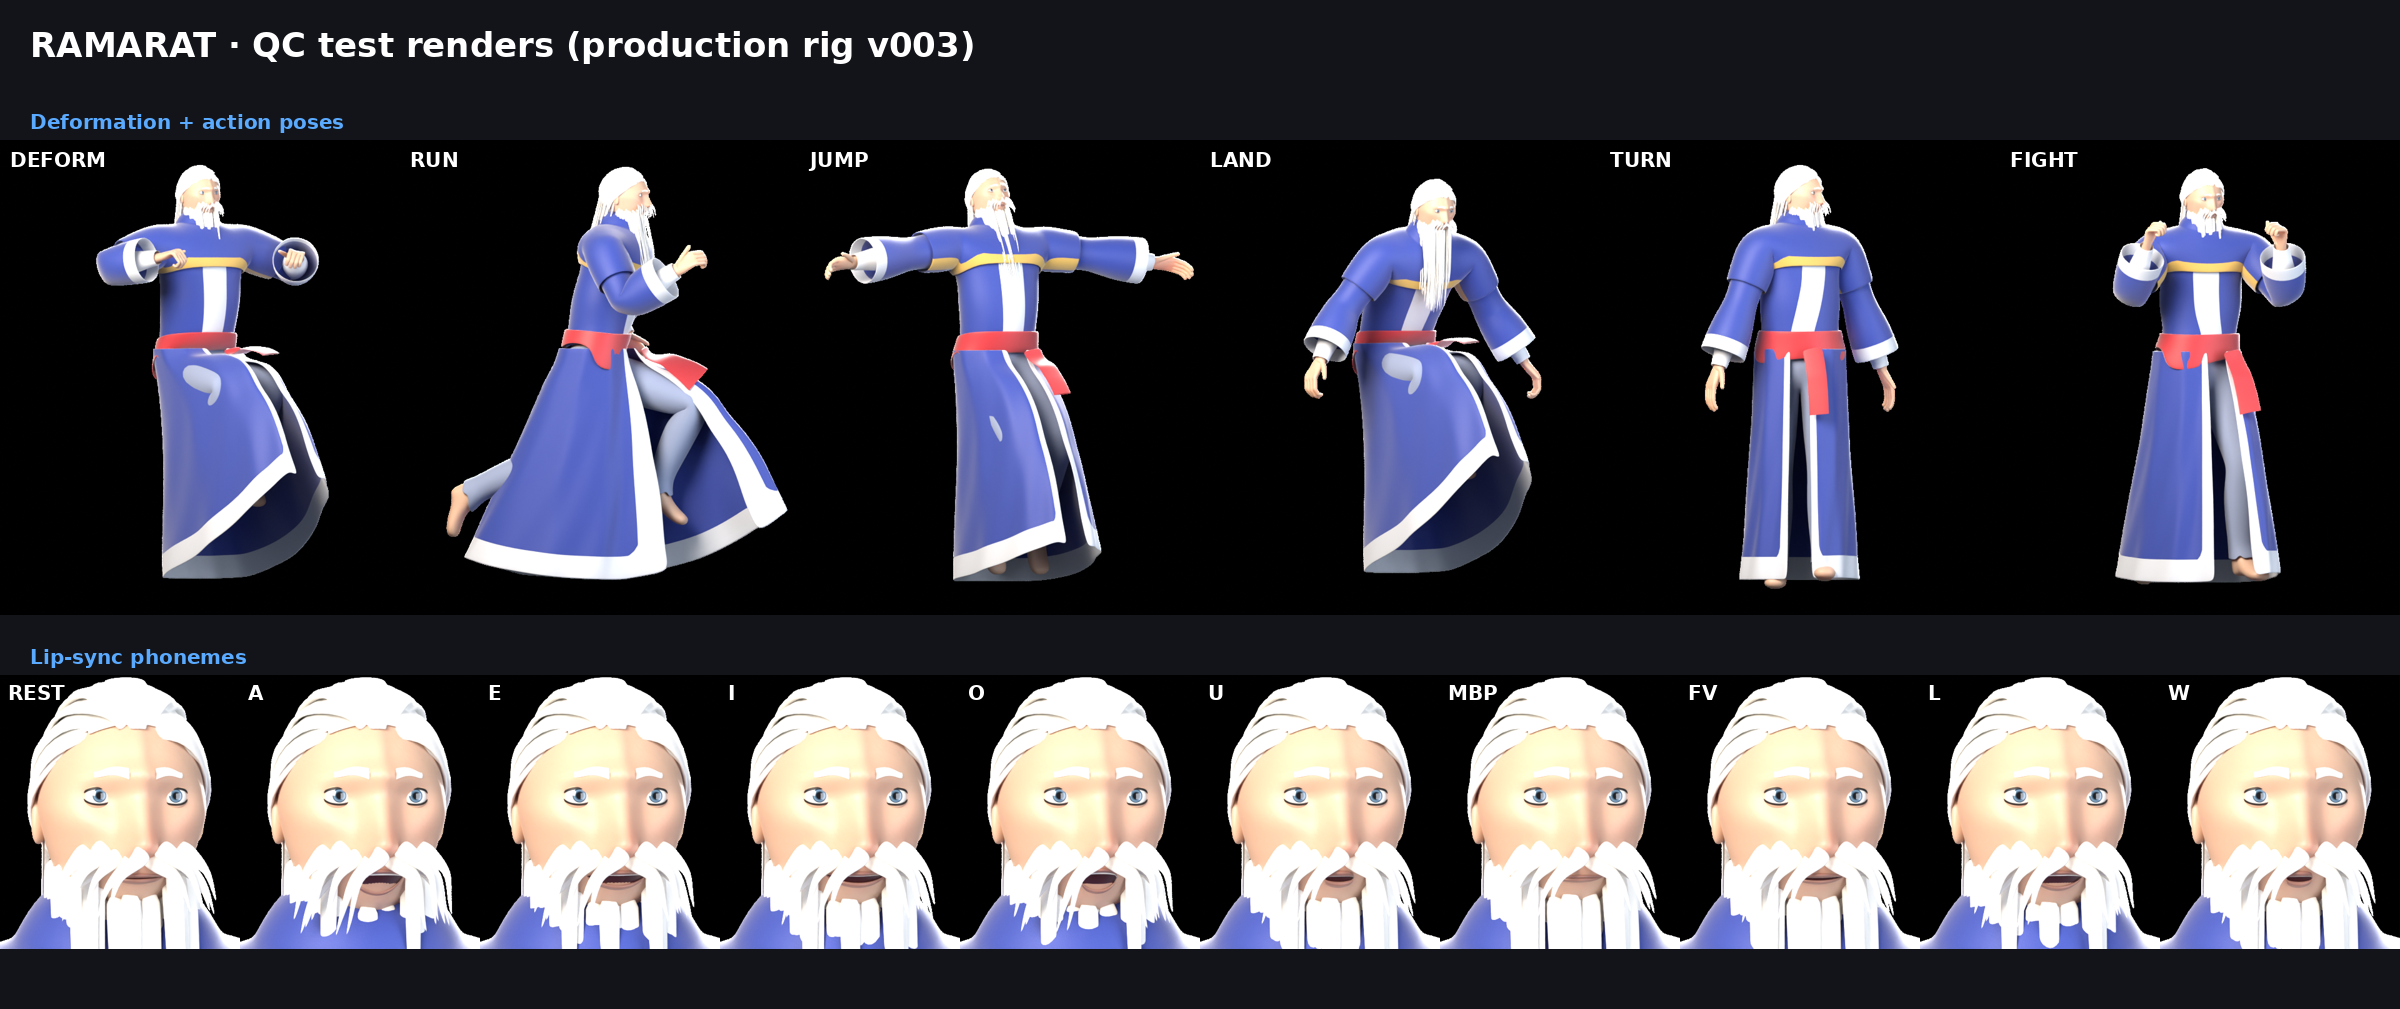 RAMARAT · QC test renders (production rig v003)
Deformation + action poses
DEFORM RUN JUMP LAND TURN FIGHT
Lip-sync phonemes
REST A E I O U MBP FV L W